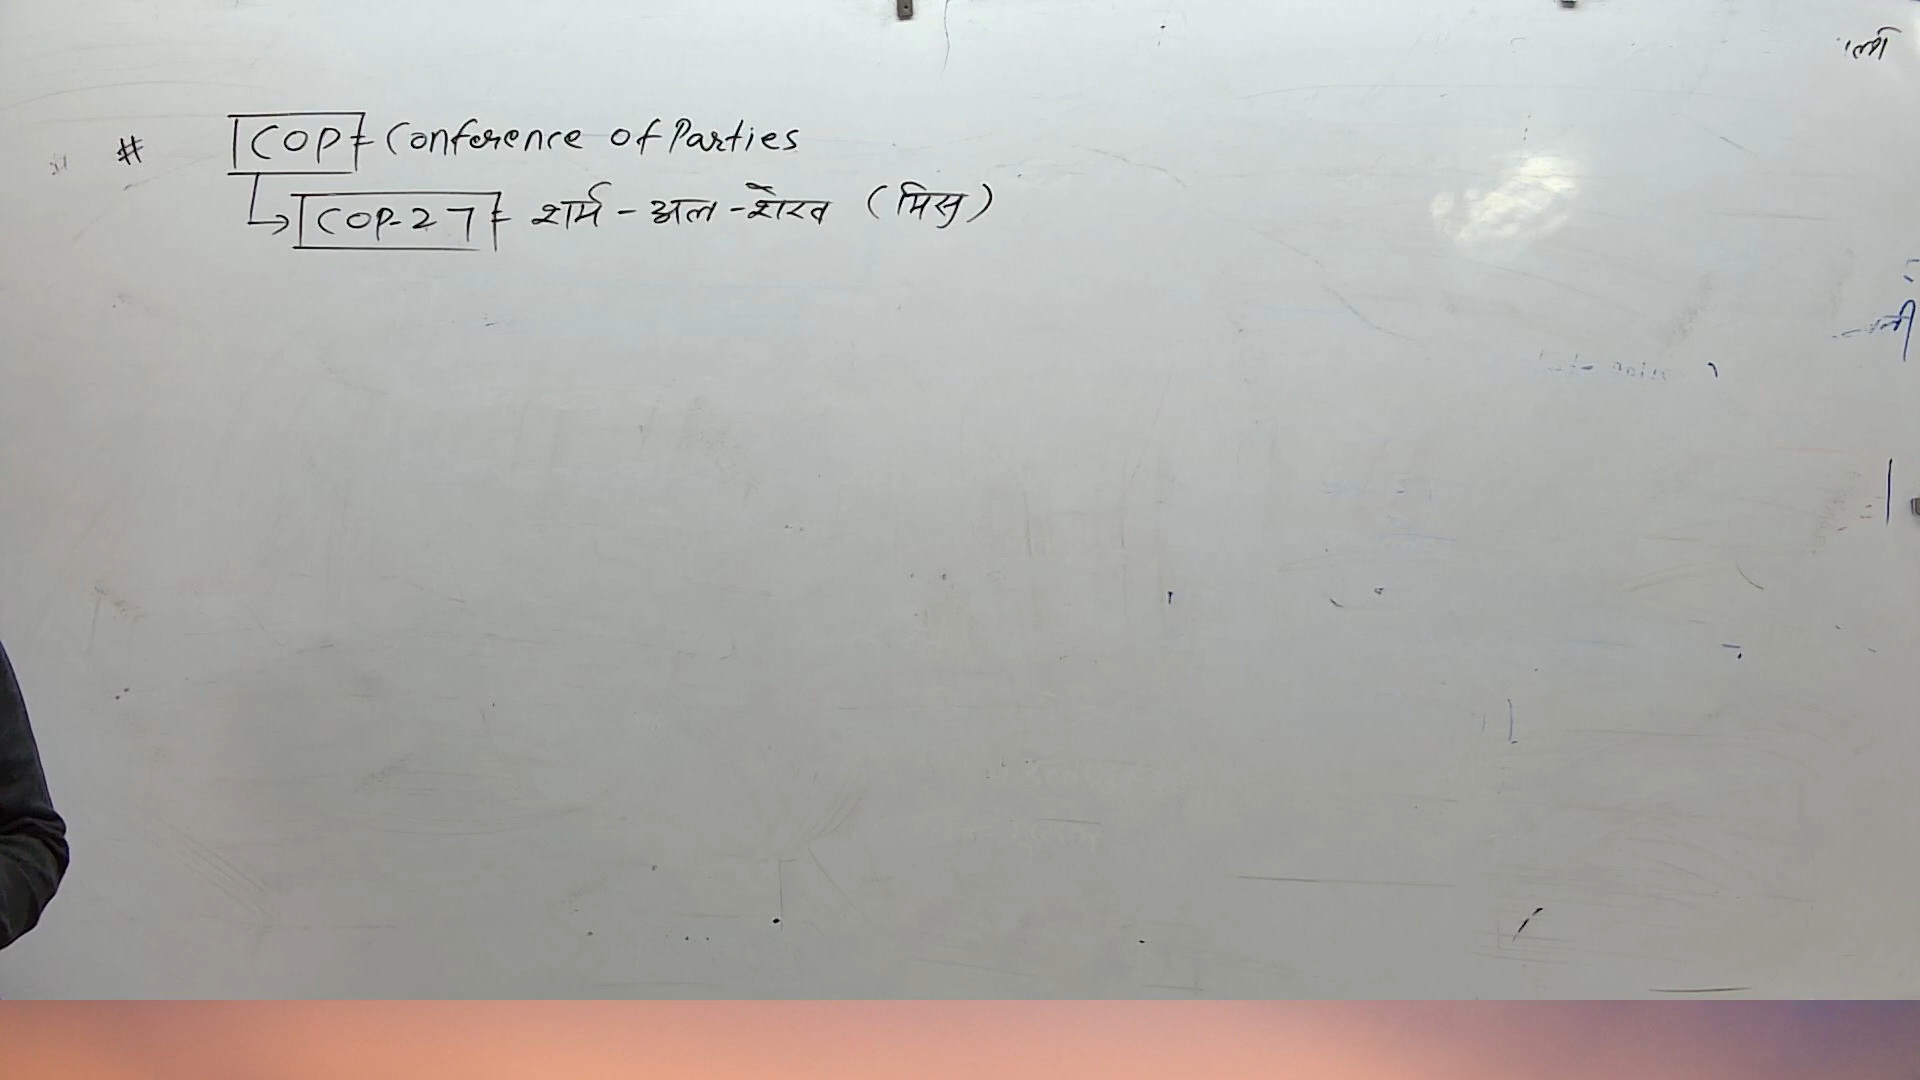 # COP = Conference of Parties
COP-27 = शर्म - अल - शेख (मिस्र)